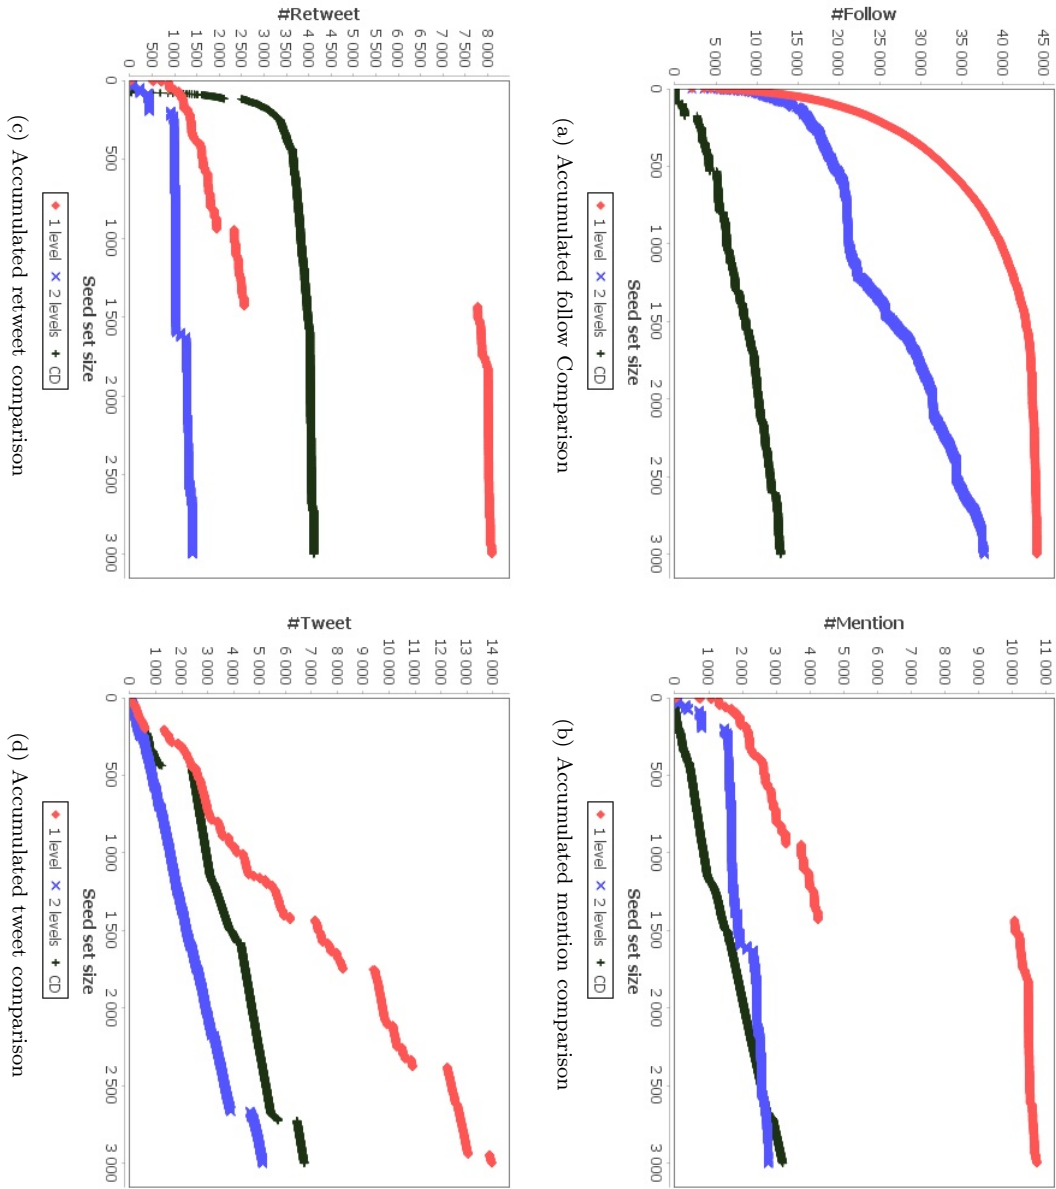 #Follow
45 000
40 000
35 000
30 000
25 000
20 000
15 000
10 000
5 000
0
0 500 1 000 1 500 2 000 2 500 3 000
Seed set size
1 level 2 levels CD
(a) Accumulated follow Comparison
#Mention
11 000
10 000
9 000
8 000
7 000
6 000
5 000
4 000
3 000
2 000
1 000
0
0 500 1 000 1 500 2 000 2 500 3 000
Seed set size
1 level 2 levels CD
(b) Accumulated mention comparison
#Retweet
8 000
7 500
7 000
6 500
6 000
5 500
5 000
4 500
4 000
3 500
3 000
2 500
2 000
1 500
1 000
500
0
0 500 1 000 1 500 2 000 2 500 3 000
Seed set size
1 level 2 levels CD
(c) Accumulated retweet comparison
#Tweet
14 000
13 000
12 000
11 000
10 000
9 000
8 000
7 000
6 000
5 000
4 000
3 000
2 000
1 000
0
0 500 1 000 1 500 2 000 2 500 3 000
Seed set size
1 level 2 levels CD
(d) Accumulated tweet comparison